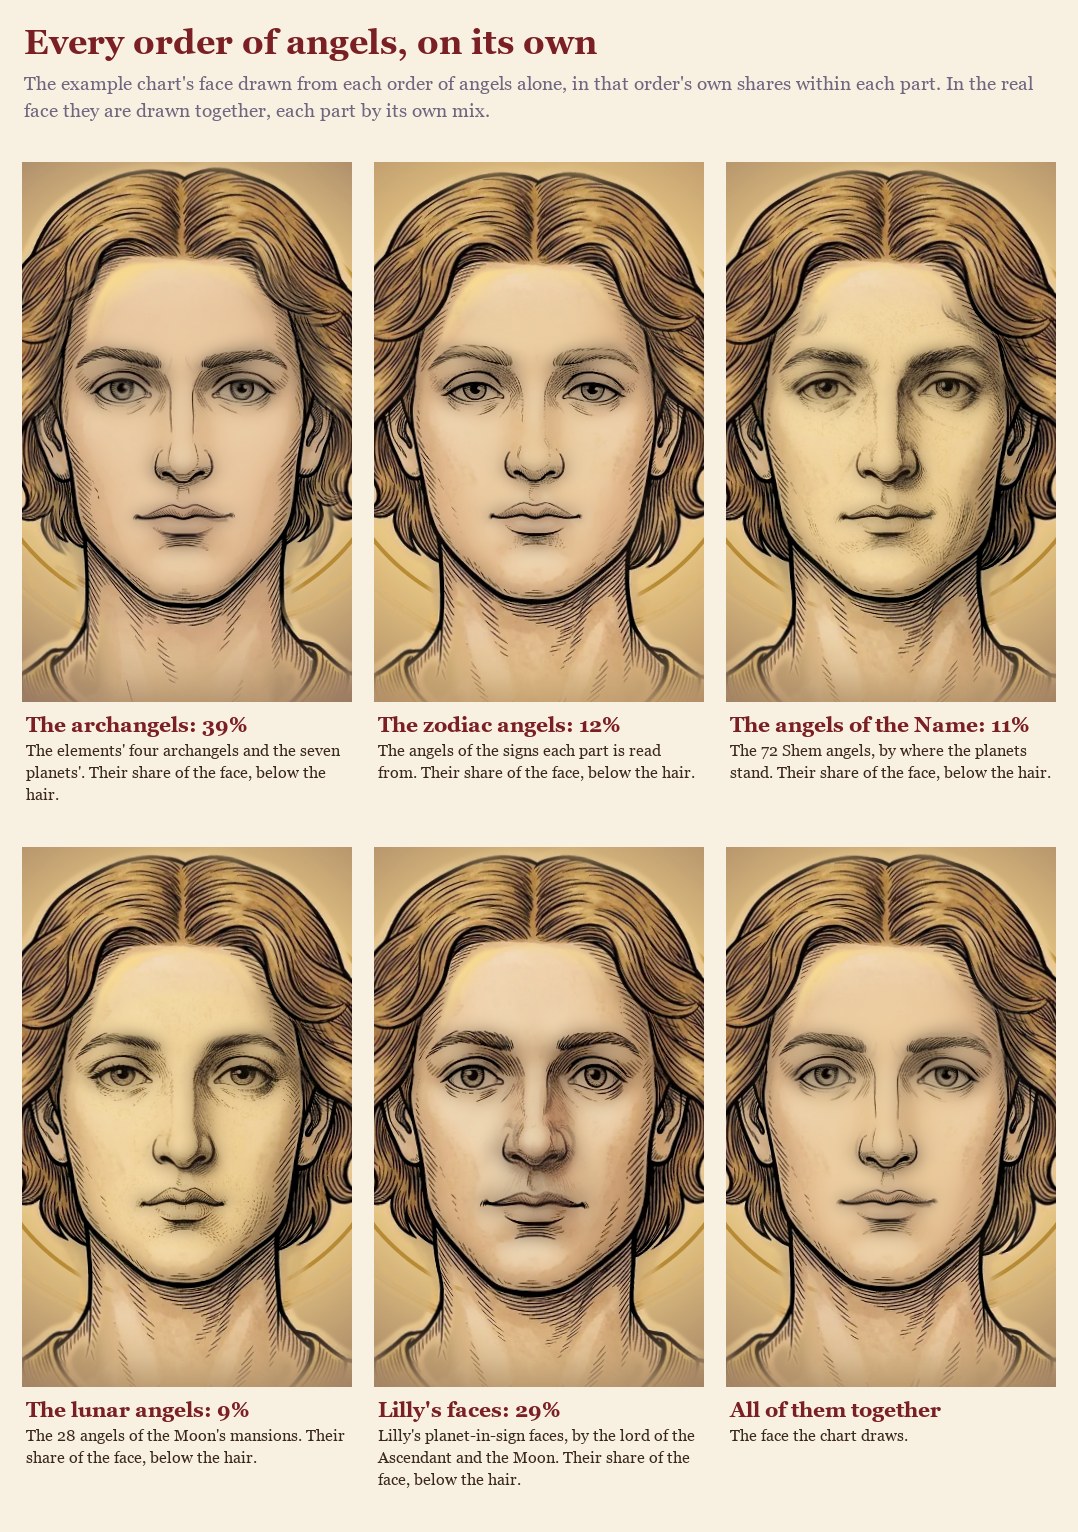 Every order of angels, on its own
The example chart's face drawn from each order of angels alone, in that order's own shares within each part. In the real
face they are drawn together, each part by its own mix.
The archangels: 39%
The elements' four archangels and the seven
planets'. Their share of the face, below the
hair.
The zodiac angels: 12%
The angels of the signs each part is read
from. Their share of the face, below the hair.
The angels of the Name: 11%
The 72 Shem angels, by where the planets
stand. Their share of the face, below the hair.
The lunar angels: 9%
The 28 angels of the Moon's mansions. Their
share of the face, below the hair.
Lilly's faces: 29%
Lilly's planet-in-sign faces, by the lord of the
Ascendant and the Moon. Their share of the
face, below the hair.
All of them together
The face the chart draws.